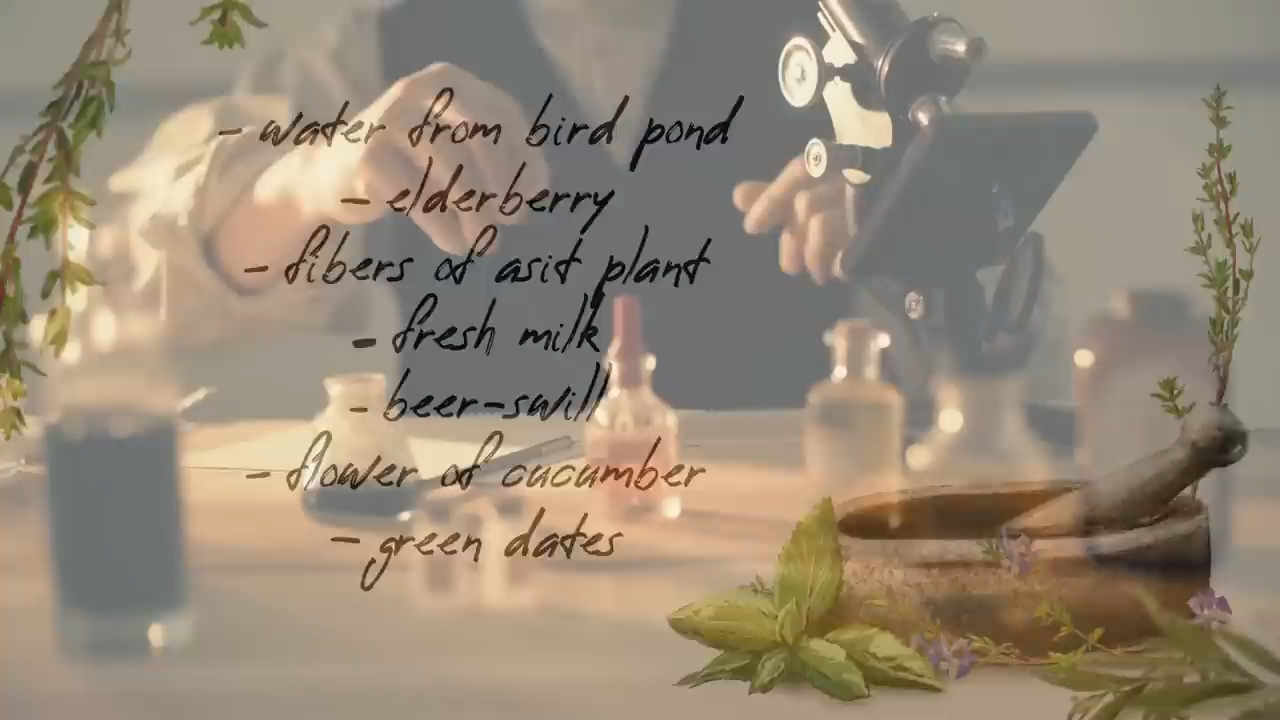 - water from bird pond
- elderberry
- fibers of asit plant
- fresh milk
- beer-swill
- flower of cucumber
- green dates